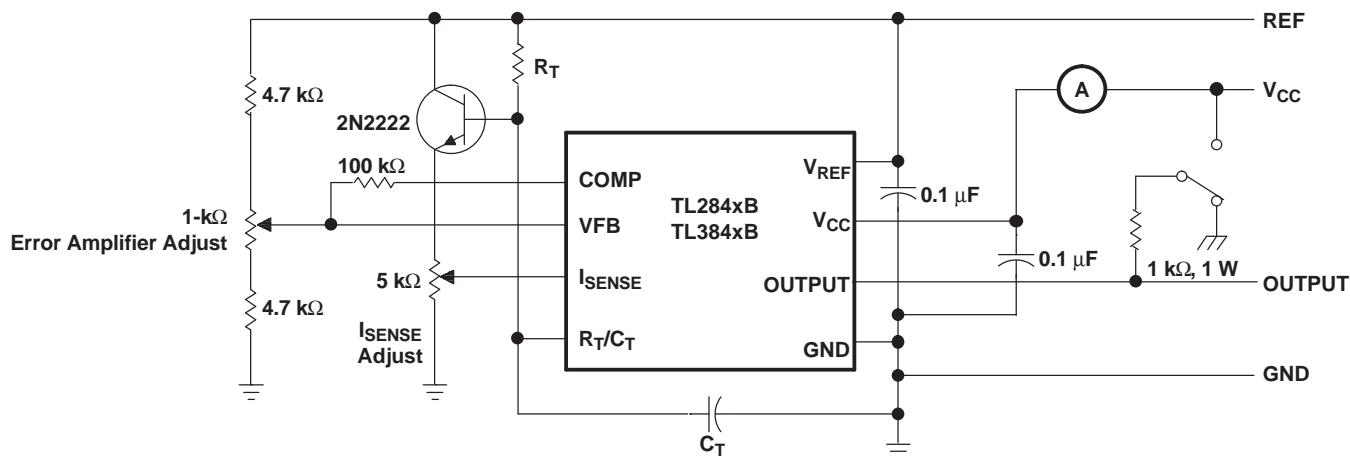 REF
R_T
A
V_CC
4.7 kΩ
2N2222
100 kΩ
COMP
V_REF
0.1 µF
1-kΩ
Error Amplifier Adjust
VFB
TL284xB
TL384xB
V_CC
5 kΩ
I_SENSE
OUTPUT
0.1 µF
1 kΩ, 1 W
OUTPUT
4.7 kΩ
I_SENSE
Adjust
R_T/C_T
GND
GND
C_T